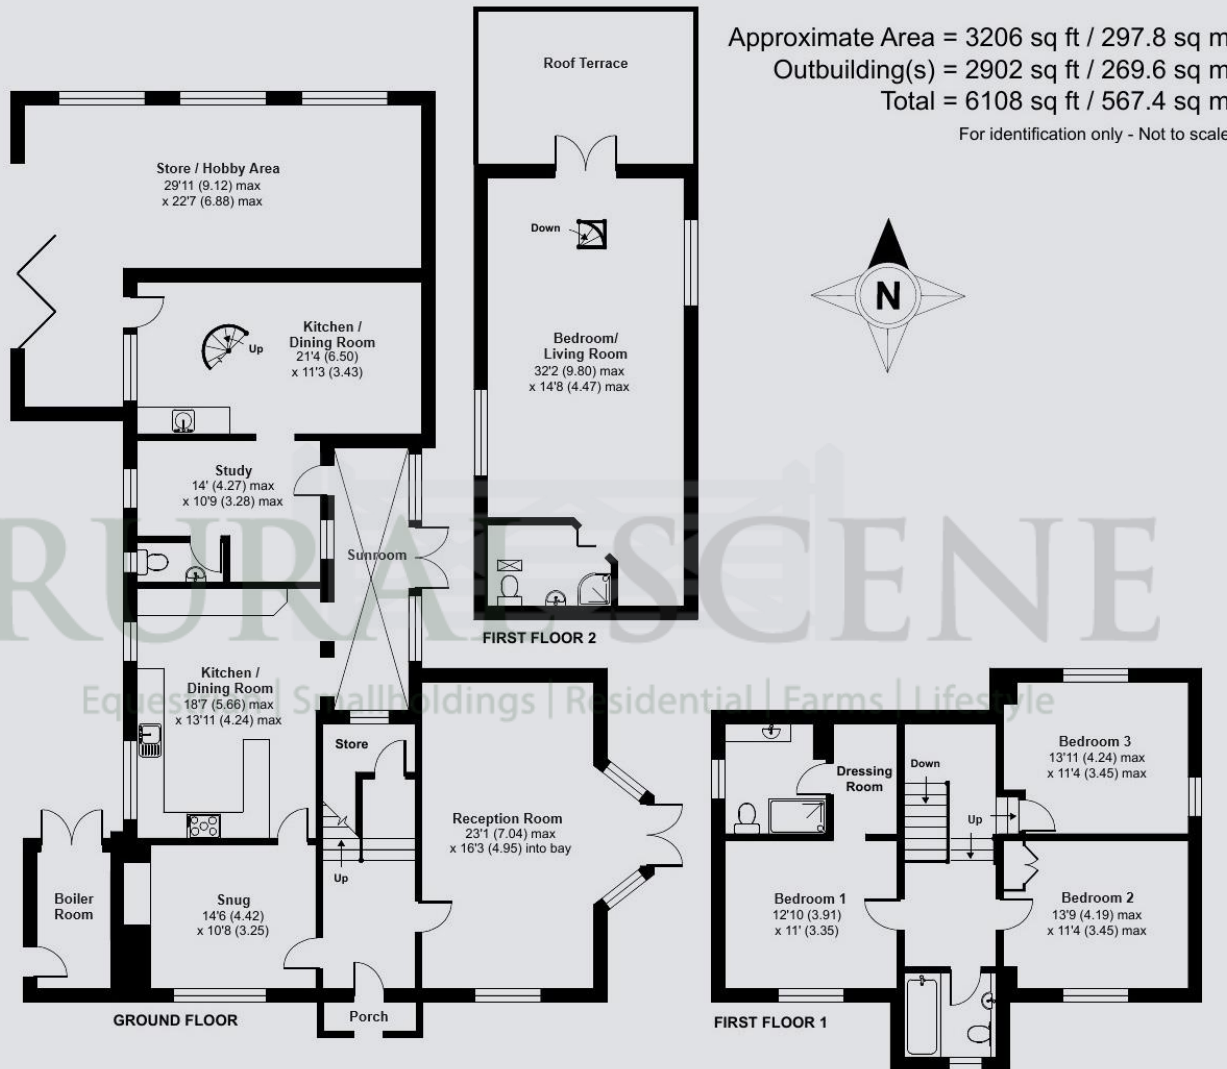 Approximate Area = 3206 sq ft / 297.8 sq m
Outbuilding(s) = 2902 sq ft / 269.6 sq m
Total = 6108 sq ft / 567.4 sq m
For identification only - Not to scale
Roof Terrace
Store / Hobby Area
29'11 (9.12) max
x 22'7 (6.88) max
Down
N
Kitchen /
Dining Room
21'4 (6.50)
x 11'3 (3.43)
Up
Bedroom/
Living Room
32'2 (9.80) max
x 14'8 (4.47) max
Study
14' (4.27) max
x 10'9 (3.28) max
Sunroom
RURAL SCENE
FIRST FLOOR 2
Equestrian | Smallholdings | Residential | Farms | Lifestyle
Kitchen /
Dining Room
18'7 (5.66) max
x 13'11 (4.24) max
Store
Reception Room
23'1 (7.04) max
x 16'3 (4.95) into bay
Up
Boiler
Room
Snug
14'6 (4.42)
x 10'8 (3.25)
Porch
GROUND FLOOR
Bedroom 3
13'11 (4.24) max
x 11'4 (3.45) max
Dressing
Room
Down
Up
Bedroom 1
12'10 (3.91)
x 11' (3.35)
Bedroom 2
13'9 (4.19) max
x 11'4 (3.45) max
FIRST FLOOR 1